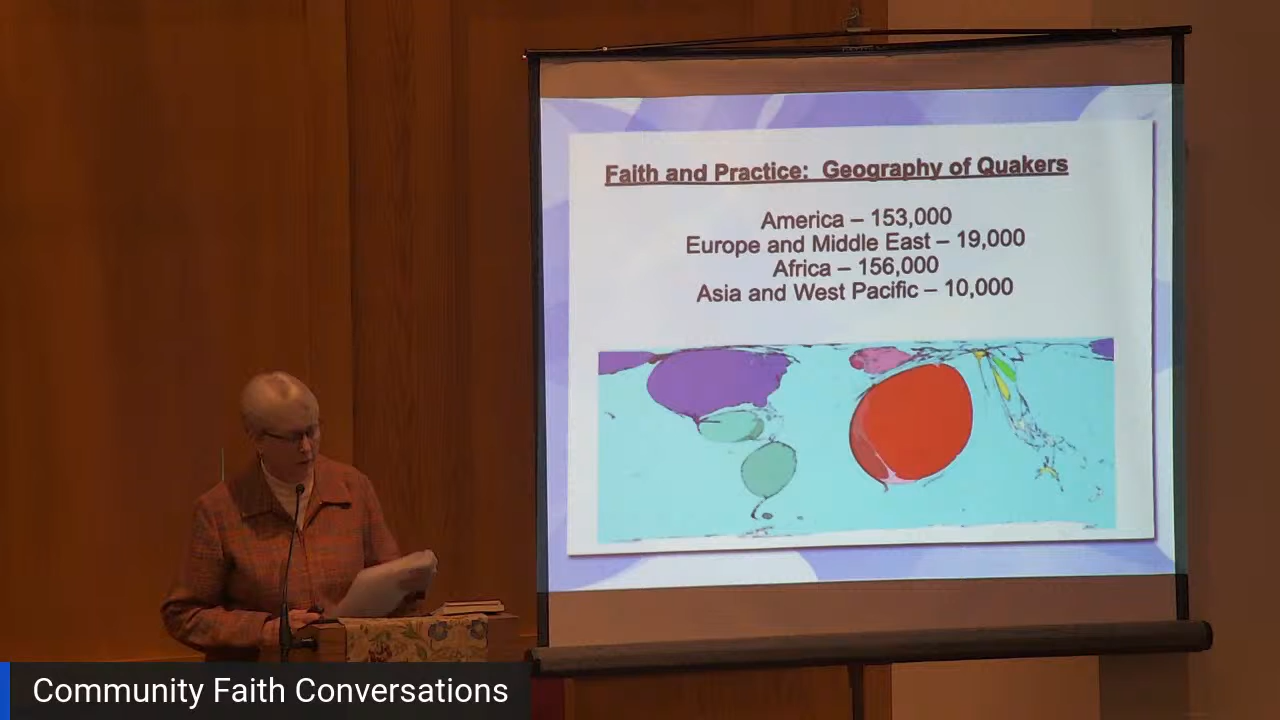 Faith and Practice: Geography of Quakers
America – 153,000
Europe and Middle East – 19,000
Africa – 156,000
Asia and West Pacific – 10,000
Community Faith Conversations